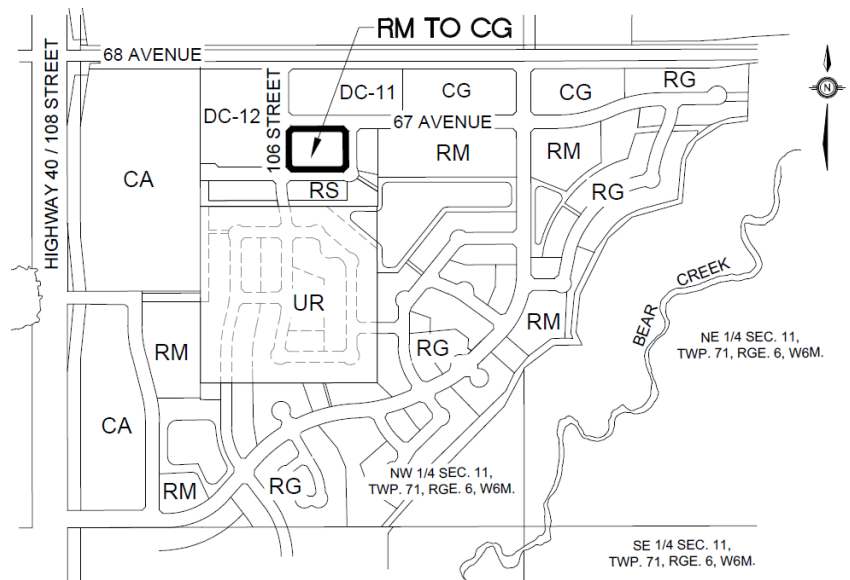 RM TO CG
68 AVENUE
HIGHWAY 40 / 108 STREET
106 STREET
DC-12
DC-11
CG
CG
RG
67 AVENUE
N
CA
RM
RM
RS
RG
UR
BEAR
CREEK
RM
RM
RG
NE 1/4 SEC. 11,
TWP. 71, RGE. 6, W6M.
CA
RM
RG
NW 1/4 SEC. 11,
TWP. 71, RGE. 6, W6M.
SE 1/4 SEC. 11,
TWP. 71, RGE. 6, W6M.